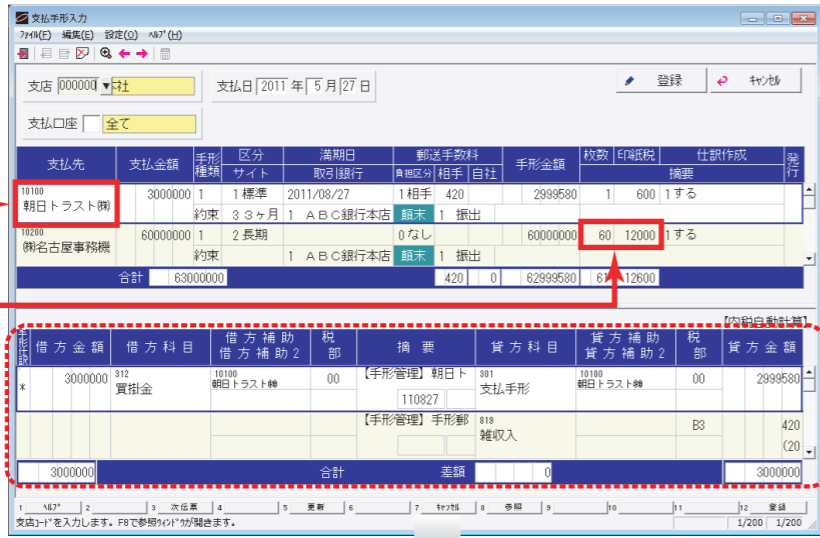 支払手形入力
ﾌｧｲﾙ(F) 編集(E) 設定(O) ﾍﾙﾌﾟ(H)
支店 000000 本社 支払日 2011 年 5 月 27 日 登録 ｷｬﾝｾﾙ
支払口座 全て
支払先 支払金額 手形種類 区分 満期日 郵送手数料 手形金額 枚数 印紙税 仕訳作成 発行
サイト 取引銀行 負担区分 相手 自社 摘要
10100 3000000 1 1 標準 2011/08/27 1 相手 420 2999580 1 600 1 する
朝日トラスト㈱ 約束 33ヶ月 1 ABC銀行本店 顛末 1 振出
10200 60000000 1 2 長期 0 なし 60000000 60 12000 1 する
㈱名古屋事務機 約束 1 ABC銀行本店 顛末 1 振出
合計 63000000 420 0 62999580 61 12600
【内税自動計算】
手形仕訳 借方金額 借方科目 借方補助 税 摘要 貸方科目 貸方補助 税 貸方金額
借方補助2 部 貸方補助2 部
* 3000000 312 10100 00 【手形管理】朝日ト 301 10100 00 2999580
買掛金 朝日トラスト㈱ 110827 支払手形 朝日トラスト㈱
【手形管理】手形郵 819 B3 420
雑収入 (20
3000000 合計 差額 0 3000000
1 ﾍﾙﾌﾟ 2 3 次伝票 4 5 更新 6 7 ｷｬﾝｾﾙ 8 参照 9 10 11 12 登録
支店ｺｰﾄﾞを入力します。F8で参照ｳｨﾝﾄﾞｳが開きます。 1/200 1/200